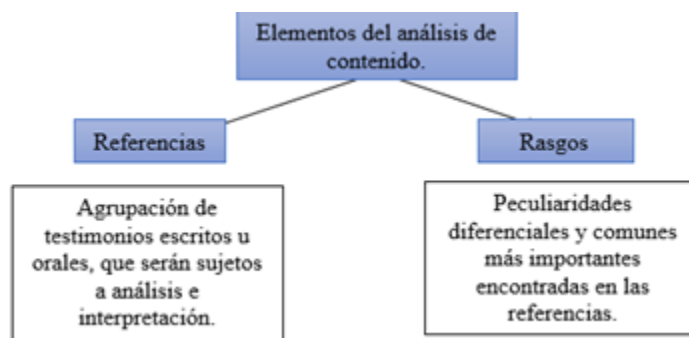 Elementos del análisis de
contenido.
Referencias
Rasgos
Agrupación de
testimonios escritos u
orales, que serán sujetos
a análisis e
interpretación.
Peculiaridades
diferenciales y comunes
más importantes
encontradas en las
referencias.